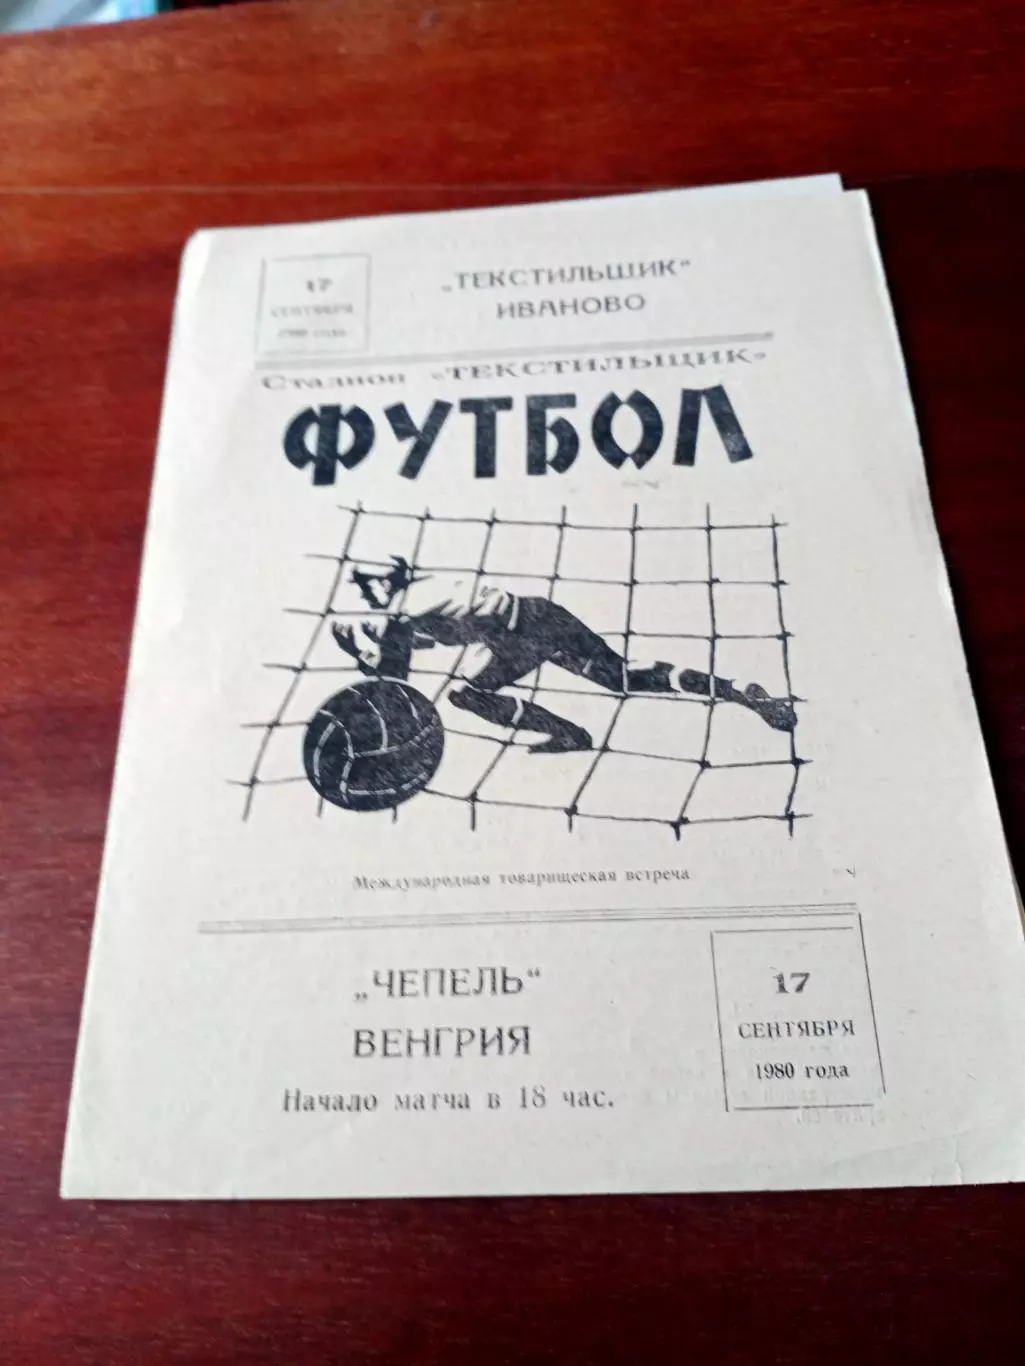 17
СЕНТЯБРЯ
1980 года
„ТЕКСТИЛЬЩИК“
ИВАНОВО
Стадион «ТЕКСТИЛЬЩИК»
ФУТБОЛ
Международная товарищеская встреча
„ЧЕПЕЛЬ“
ВЕНГРИЯ
Начало матча в 18 час.
17
СЕНТЯБРЯ
1980 года